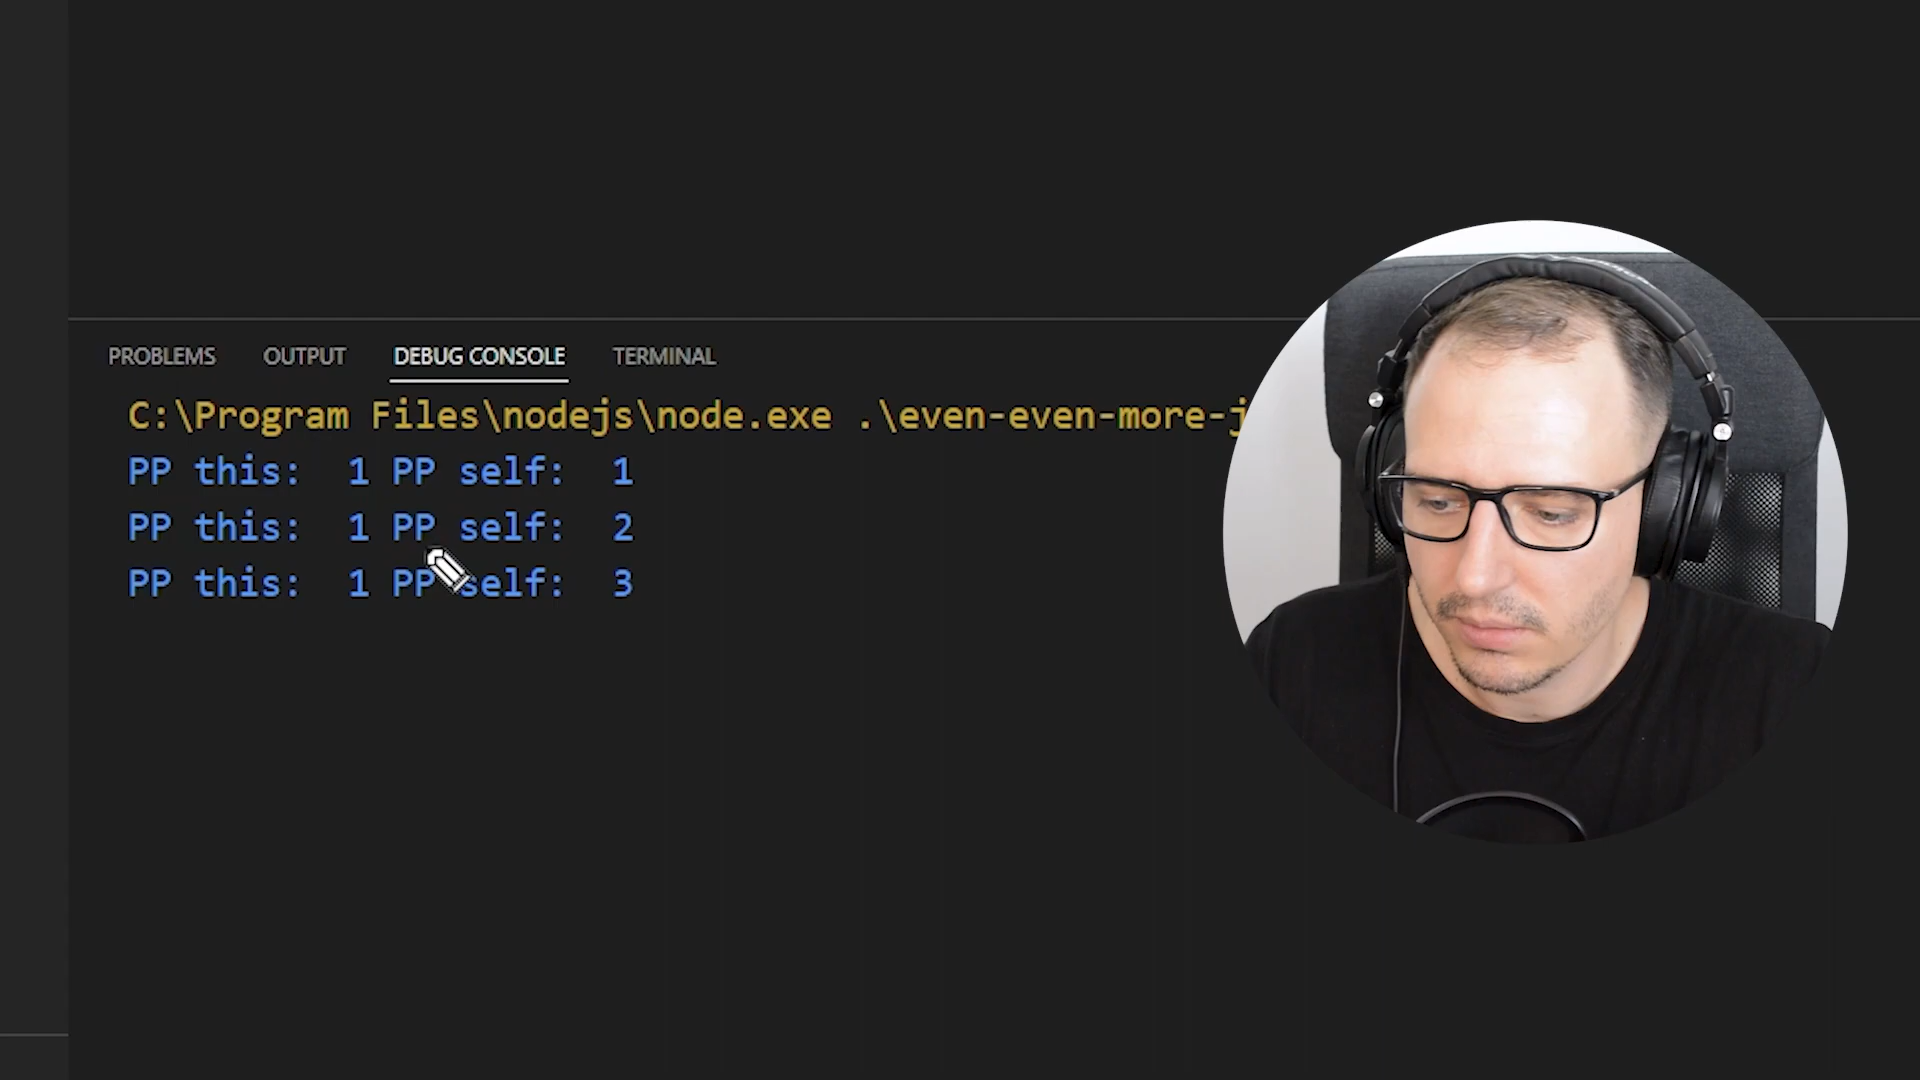 PROBLEMS OUTPUT DEBUG CONSOLE TERMINAL
C:\Program Files\nodejs\node.exe .\even-even-more-j
PP this: 1 PP self: 1
PP this: 1 PP self: 2
PP this: 1 PP self: 3